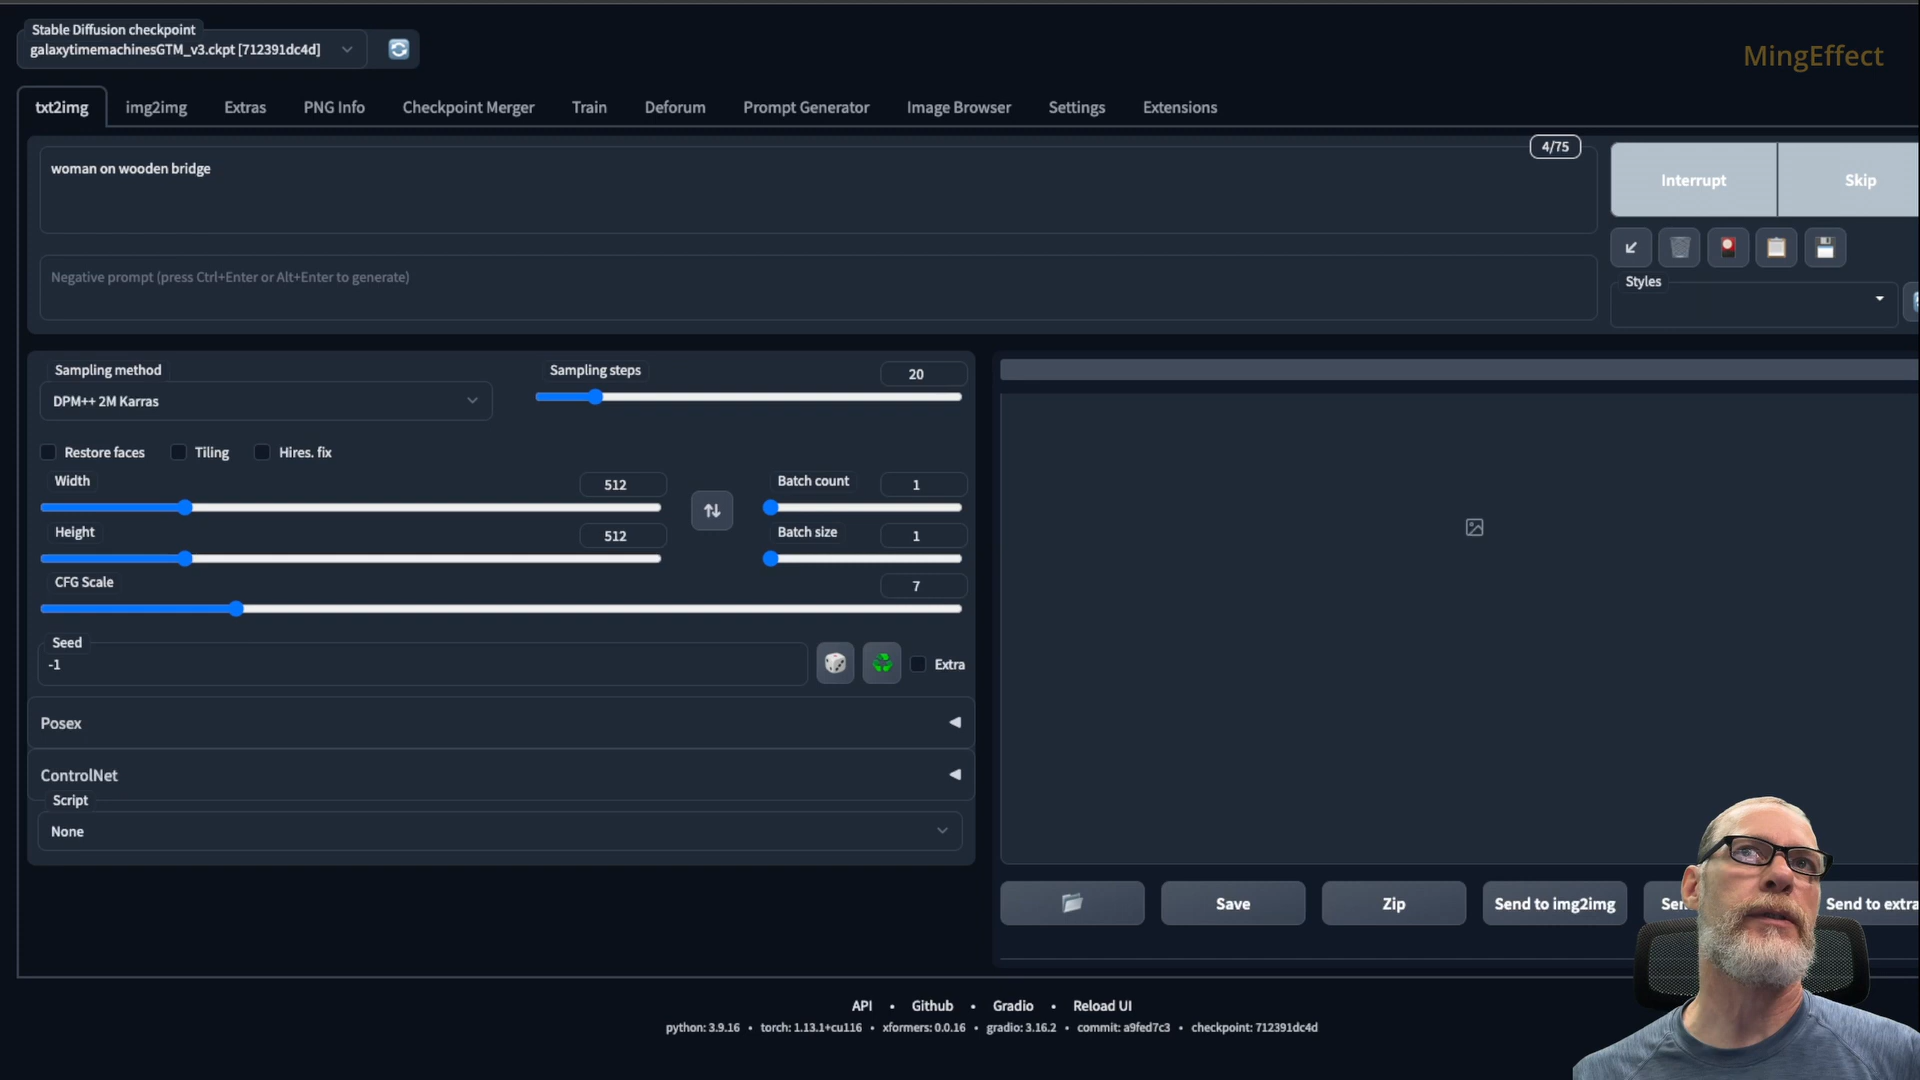 Stable Diffusion checkpoint
galaxytimemachinesGTM_v3.ckpt [712391dc4d]
MingEffect
txt2img
img2img
Extras
PNG Info
Checkpoint Merger
Train
Deforum
Prompt Generator
Image Browser
Settings
Extensions
4/75
woman on wooden bridge
Interrupt
Skip
Negative prompt (press Ctrl+Enter or Alt+Enter to generate)
Styles
Sampling method
DPM++ 2M Karras
Sampling steps
20
Restore faces
Tiling
Hires. fix
Width
512
Batch count
1
Height
512
Batch size
1
CFG Scale
7
Seed
-1
Extra
Posex
ControlNet
Script
None
Save
Zip
Send to img2img
Send to extra
API • Github • Gradio • Reload UI
python: 3.9.16 • torch: 1.13.1+cu116 • xformers: 0.0.16 • gradio: 3.16.2 • commit: a9fed7c3 • checkpoint: 712391dc4d